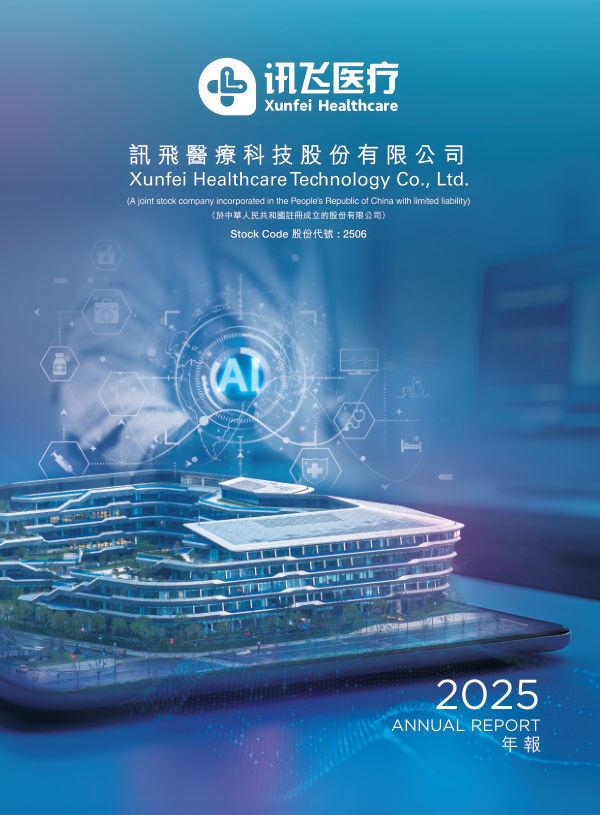 讯飞医疗
Xunfei Healthcare
訊飛醫療科技股份有限公司
Xunfei Healthcare Technology Co., Ltd.
(A joint stock company incorporated in the People's Republic of China with limited liability)
（於中華人民共和國註冊成立的股份有限公司）
Stock Code 股份代號 : 2506
AI
2025
ANNUAL REPORT
年報